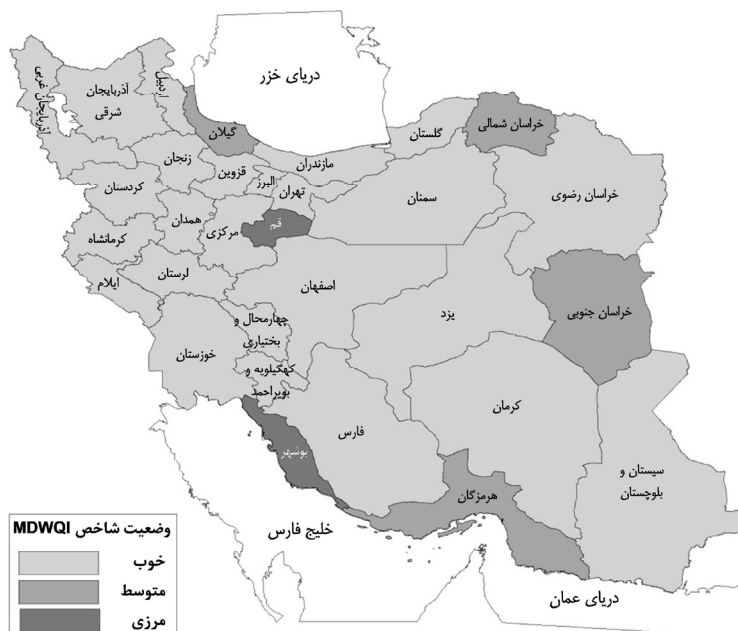 دریای خزر
آذربایجان غربی
آذربایجان
شرقی
اردبیل
گیلان
گلستان
خراسان شمالی
مازندران
زنجان
قزوین
البرز
تهران
سمنان
خراسان رضوی
کردستان
همدان
مرکزی
قم
کرمانشاه
لرستان
ایلام
اصفهان
یزد
خراسان جنوبی
چهارمحال و
بختیاری
خوزستان
کهگیلویه و
بویراحمد
فارس
کرمان
بوشهر
سیستان و
بلوچستان
هرمزگان
خلیج فارس
دریای عمان
وضعیت شاخص MDWQI
خوب
متوسط
مرزی